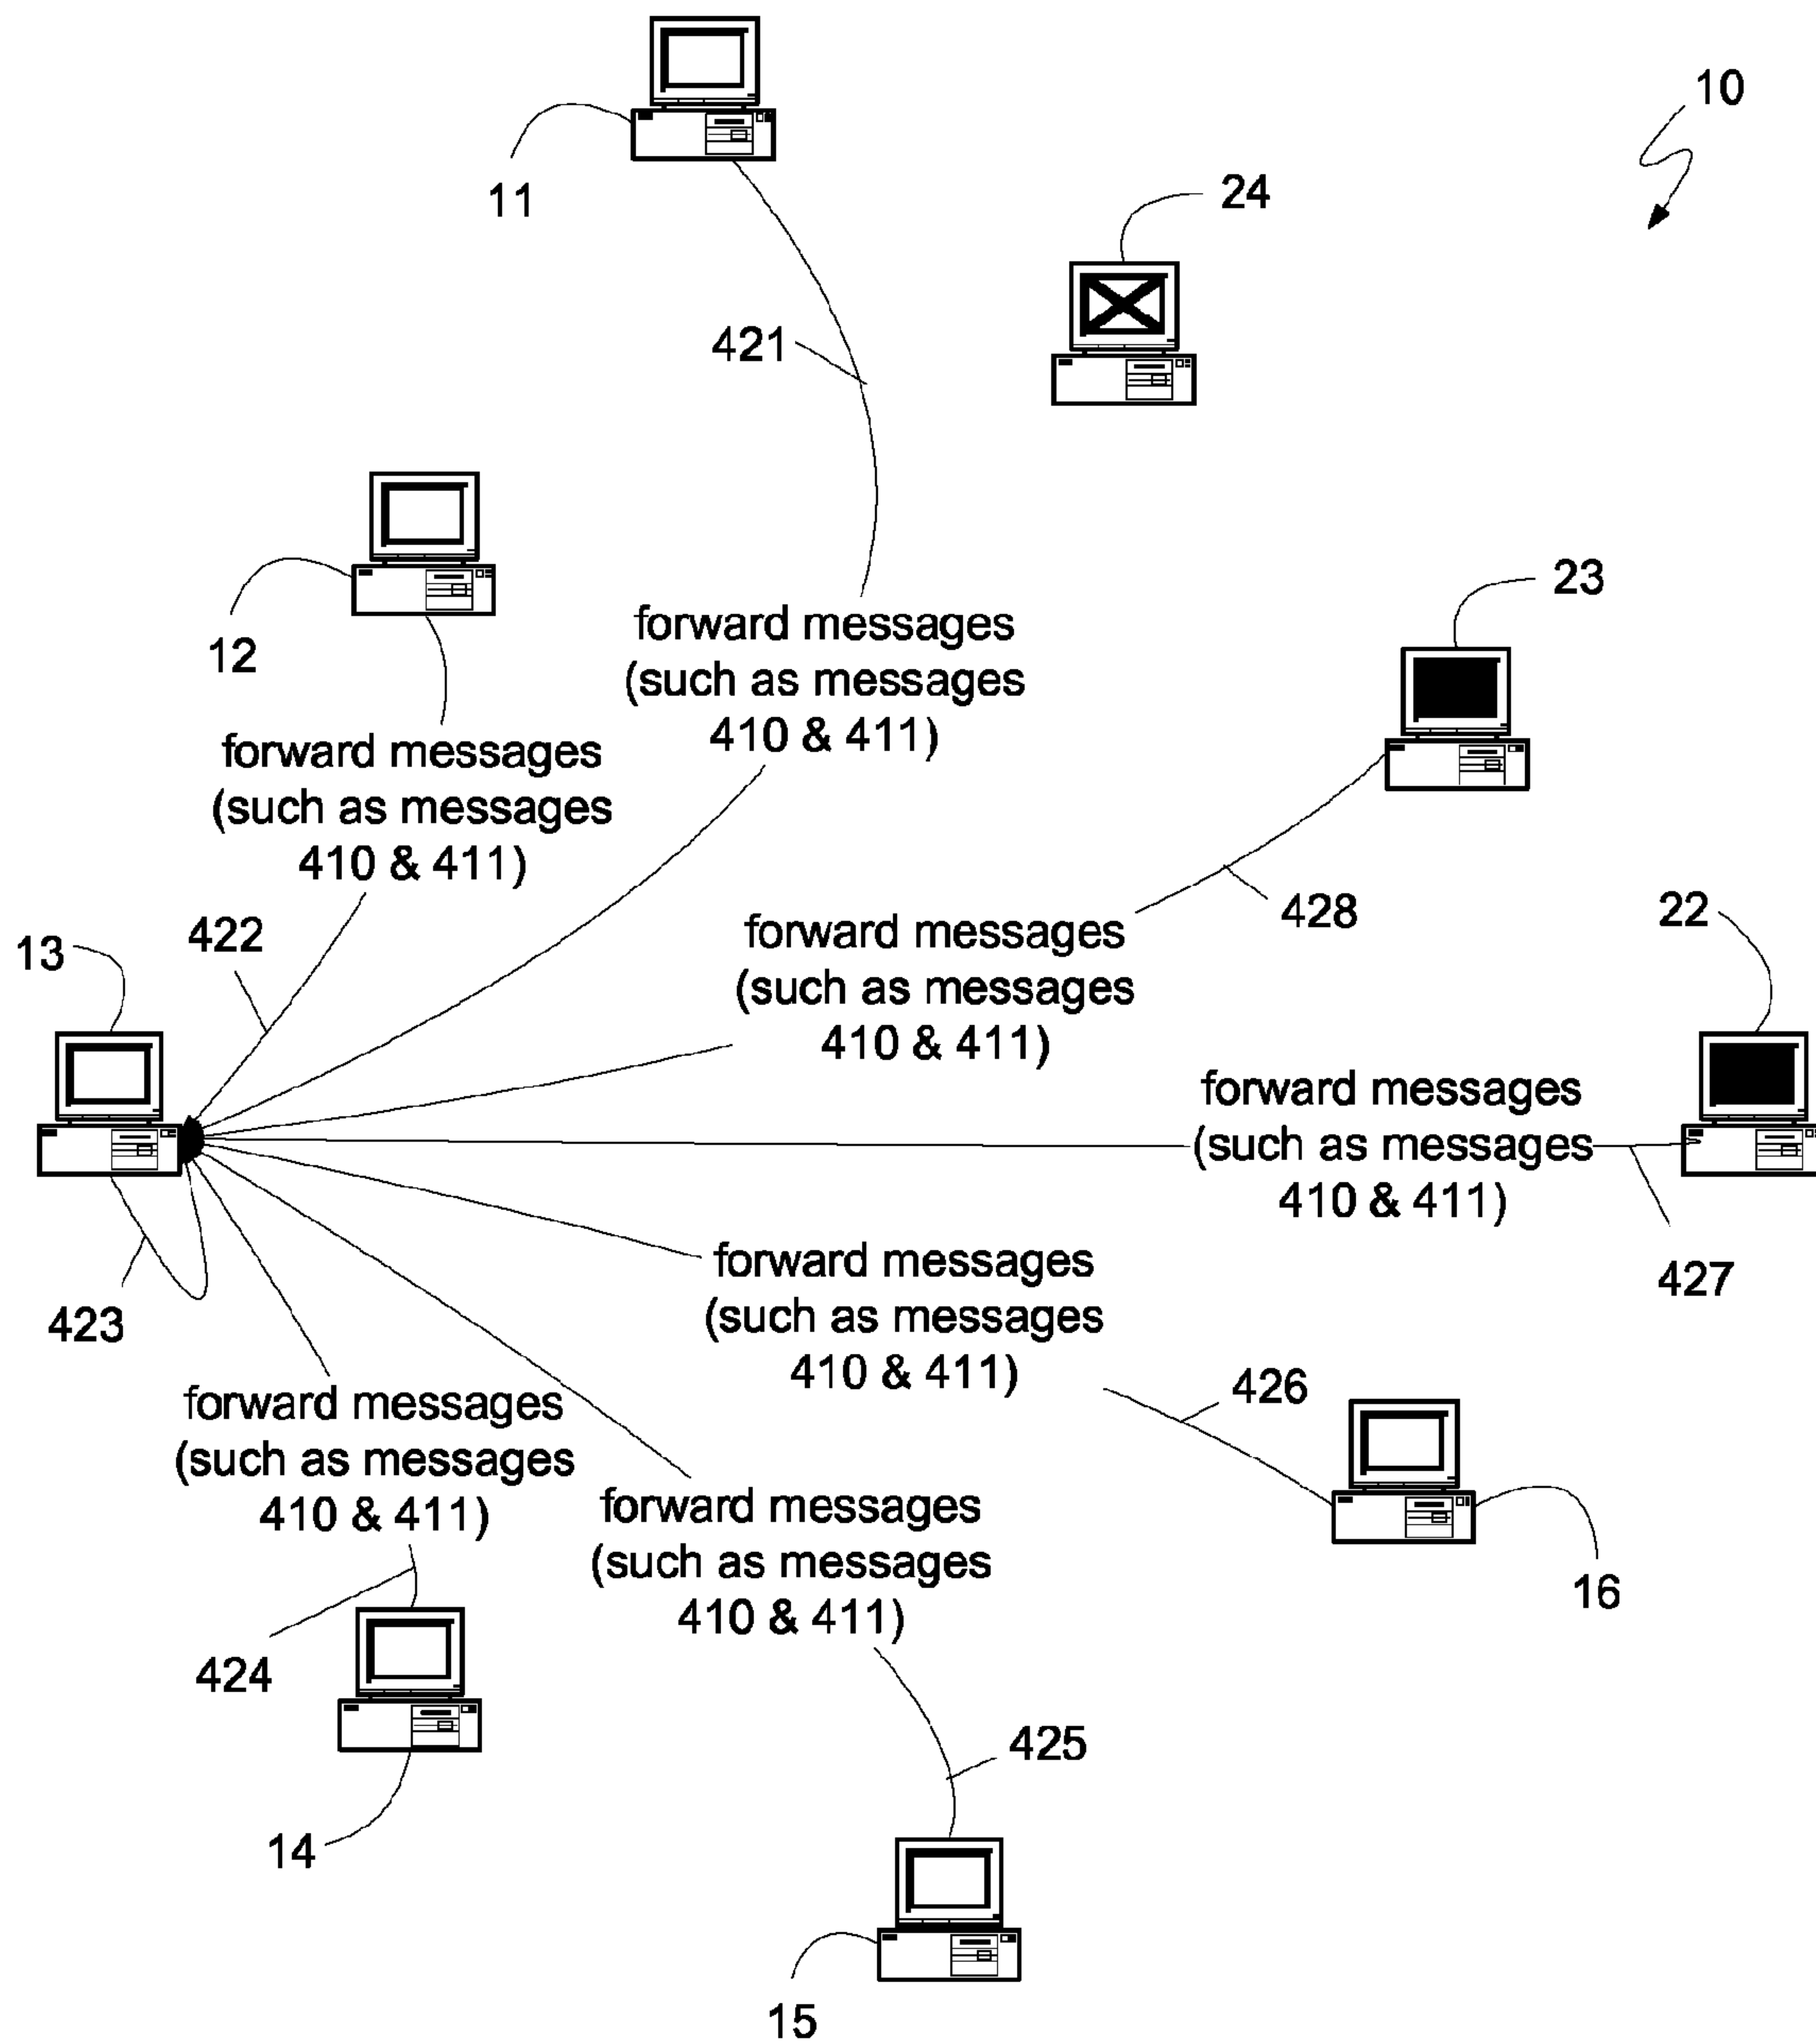 10
11
24
421
12
23
forward messages
(such as messages
410 & 411)
forward messages
(such as messages
410 & 411)
428
22
13
422
forward messages
(such as messages
410 & 411)
forward messages
(such as messages
410 & 411)
427
423
forward messages
(such as messages
410 & 411)
426
16
forward messages
(such as messages
410 & 411)
forward messages
(such as messages
410 & 411)
424
425
14
15